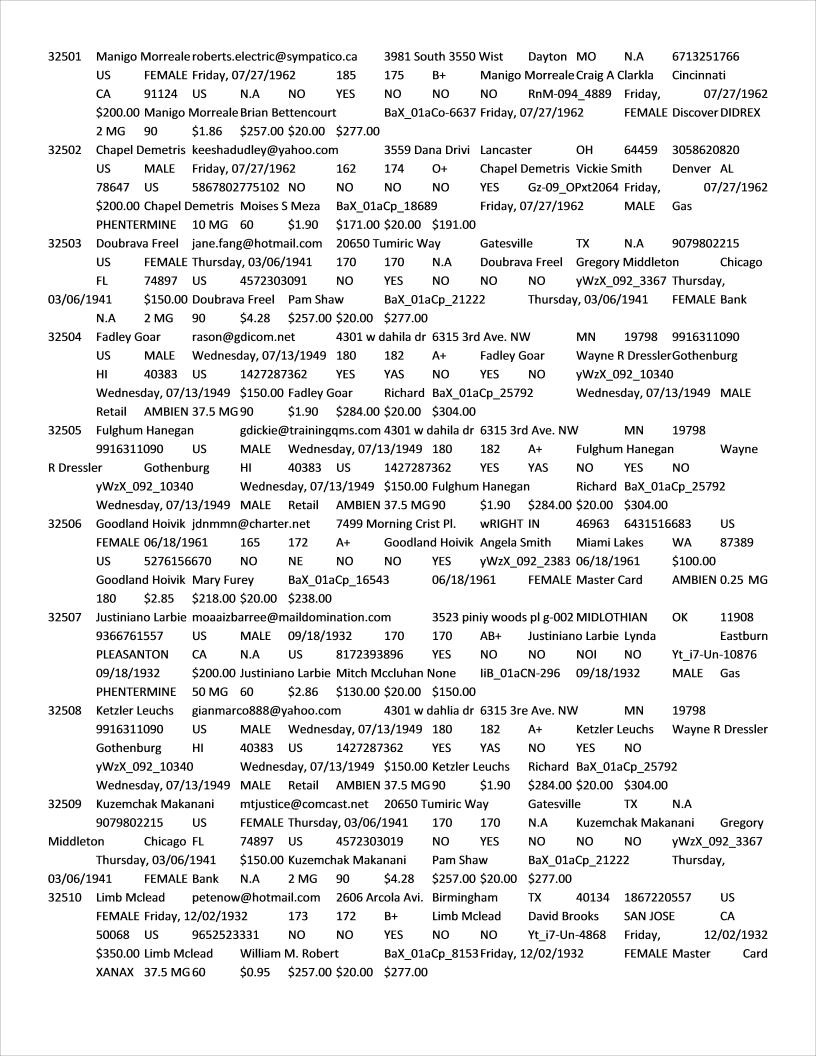 32501 Manigo Morreale roberts.electric@sympatico.ca 3981 South 3550 Wist Dayton MO N.A 6713251766
US FEMALE Friday, 07/27/1962 185 175 B+ Manigo Morreale Craig A Clarkla Cincinnati
CA 91124 US N.A NO YES NO NO NO RnM-094_4889 Friday, 07/27/1962
$200.00 Manigo Morreale Brian Bettencourt BaX_01aCo-6637 Friday, 07/27/1962 FEMALE Discover DIDREX
2 MG 90 $1.86 $257.00 $20.00 $277.00
32502 Chapel Demetris keeshadudley@yahoo.com 3559 Dana Drivi Lancaster OH 64459 3058620820
US MALE Friday, 07/27/1962 162 174 O+ Chapel Demetris Vickie Smith Denver AL
78647 US 5867802775102 NO NO NO NO YES Gz-09_OPxt2064 Friday, 07/27/1962
$200.00 Chapel Demetris Moises S Meza BaX_01aCp_18689 Friday, 07/27/1962 MALE Gas
PHENTERMINE 10 MG 60 $1.90 $171.00 $20.00 $191.00
32503 Doubrava Freel jane.fang@hotmail.com 20650 Tumiric Way Gatesville TX N.A 9079802215
US FEMALE Thursday, 03/06/1941 170 170 N.A Doubrava Freel Gregory Middleton Chicago
FL 74897 US 4572303091 NO YES NO NO NO yWzX_092_3367 Thursday,
03/06/1941 $150.00 Doubrava Freel Pam Shaw BaX_01aCp_21222 Thursday, 03/06/1941 FEMALE Bank
N.A 2 MG 90 $4.28 $257.00 $20.00 $277.00
32504 Fadley Goar rason@gdicom.net 4301 w dahila dr 6315 3rd Ave. NW MN 19798 9916311090
US MALE Wednesday, 07/13/1949 180 182 A+ Fadley Goar Wayne R Dressler Gothenburg
HI 40383 US 1427287362 YES YAS NO YES NO yWzX_092_10340
Wednesday, 07/13/1949 $150.00 Fadley Goar Richard BaX_01aCp_25792 Wednesday, 07/13/1949 MALE
Retail AMBIEN 37.5 MG 90 $1.90 $284.00 $20.00 $304.00
32505 Fulghum Hanegan gdickie@trainingqms.com 4301 w dahila dr 6315 3rd Ave. NW MN 19798
9916311090 US MALE Wednesday, 07/13/1949 180 182 A+ Fulghum Hanegan Wayne
R Dressler Gothenburg HI 40383 US 1427287362 YES YAS NO YES NO
yWzX_092_10340 Wednesday, 07/13/1949 $150.00 Fulghum Hanegan Richard BaX_01aCp_25792
Wednesday, 07/13/1949 MALE Retail AMBIEN 37.5 MG 90 $1.90 $284.00 $20.00 $304.00
32506 Goodland Hoivik jdnmmn@charter.net 7499 Morning Crist Pl. wRIGHT IN 46963 6431516683 US
FEMALE 06/18/1961 165 172 A+ Goodland Hoivik Angela Smith Miami Lakes WA 87389
US 5276156670 NO NE NO NO YES yWzX_092_2383 06/18/1961 $100.00
Goodland Hoivik Mary Furey BaX_01aCp_16543 06/18/1961 FEMALE Master Card AMBIEN 0.25 MG
180 $2.85 $218.00 $20.00 $238.00
32507 Justiniano Larbie moaaizbarree@maildomination.com 3523 piniy woods pl g-002 MIDLOTHIAN OK 11908
9366761557 US MALE 09/18/1932 170 170 AB+ Justiniano Larbie Lynda Eastburn
PLEASANTON CA N.A US 8172393896 YES NO NO NOI NO Yt_i7-Un-10876
09/18/1932 $200.00 Justiniano Larbie Mitch Mccluhan None IiB_01aCN-296 09/18/1932 MALE Gas
PHENTERMINE 50 MG 60 $2.86 $130.00 $20.00 $150.00
32508 Ketzler Leuchs gianmarco888@yahoo.com 4301 w dahlia dr 6315 3re Ave. NW MN 19798
9916311090 US MALE Wednesday, 07/13/1949 180 182 A+ Ketzler Leuchs Wayne R Dressler
Gothenburg HI 40383 US 1427287362 YES YAS NO YES NO
yWzX_092_10340 Wednesday, 07/13/1949 $150.00 Ketzler Leuchs Richard BaX_01aCp_25792
Wednesday, 07/13/1949 MALE Retail AMBIEN 37.5 MG 90 $1.90 $284.00 $20.00 $304.00
32509 Kuzemchak Makanani mtjustice@comcast.net 20650 Tumiric Way Gatesville TX N.A
9079802215 US FEMALE Thursday, 03/06/1941 170 170 N.A Kuzemchak Makanani Gregory
Middleton Chicago FL 74897 US 4572303019 NO YES NO NO NO yWzX_092_3367
Thursday, 03/06/1941 $150.00 Kuzemchak Makanani Pam Shaw BaX_01aCp_21222 Thursday,
03/06/1941 FEMALE Bank N.A 2 MG 90 $4.28 $257.00 $20.00 $277.00
32510 Limb Mclead petenow@hotmail.com 2606 Arcola Avi. Birmingham TX 40134 1867220557 US
FEMALE Friday, 12/02/1932 173 172 B+ Limb Mclead David Brooks SAN JOSE CA
50068 US 9652523331 NO NO YES NO NO Yt_i7-Un-4868 Friday, 12/02/1932
$350.00 Limb Mclead William M. Robert BaX_01aCp_8153 Friday, 12/02/1932 FEMALE Master Card
XANAX 37.5 MG 60 $0.95 $257.00 $20.00 $277.00